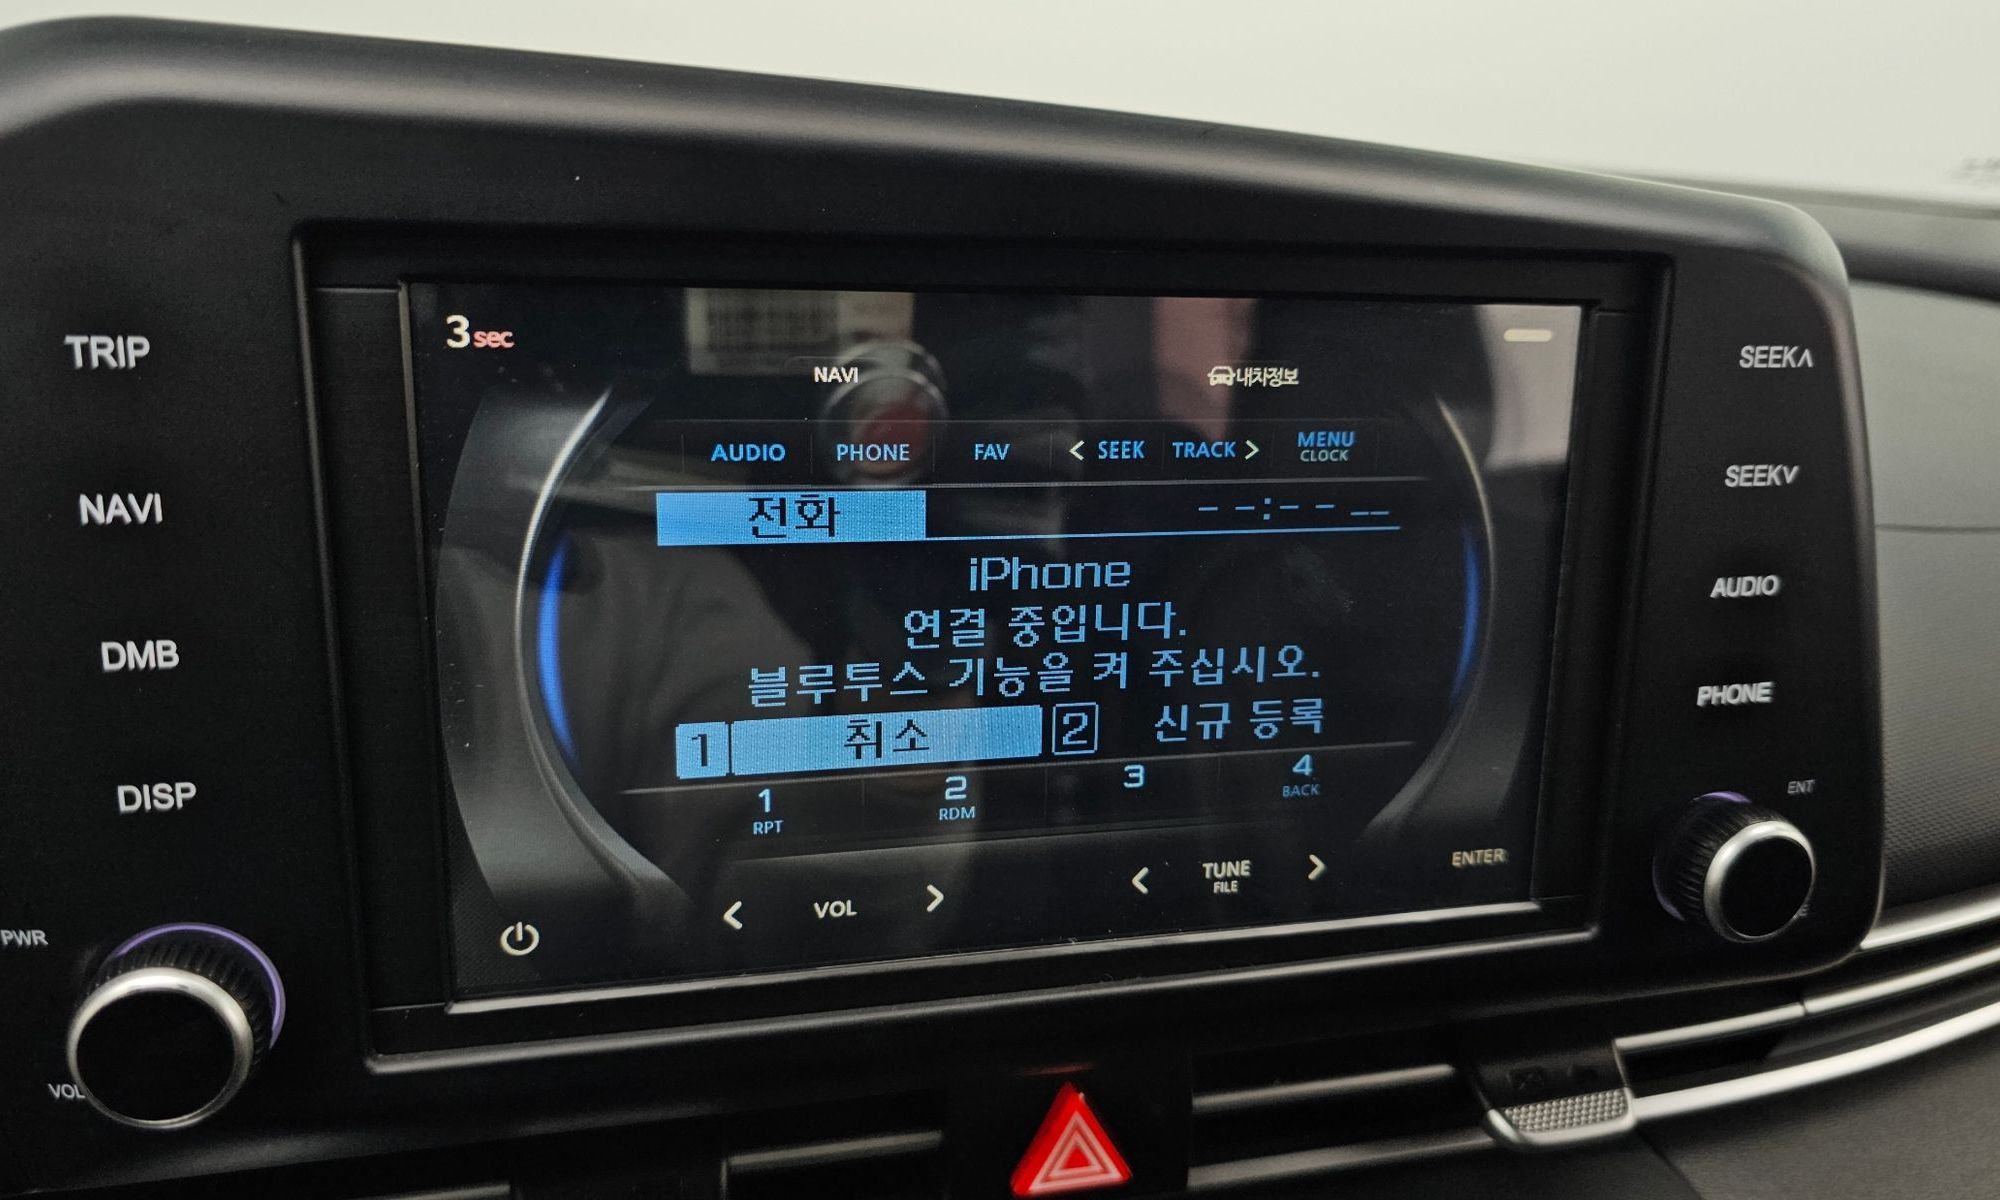 TRIP
NAVI
DMB
DISP
PWR
VOL
3 sec
NAVI
내차정보
AUDIO PHONE FAV < SEEK TRACK > MENU
CLOCK
전화 --:-- __
iPhone
연결 중입니다.
블루투스 기능을 켜 주십시오.
1 취소 2 신규 등록
1 2 3 4
RPT RDM BACK
< VOL > < TUNE >
FILE
ENTER
SEEK∧
SEEK∨
AUDIO
PHONE
ENT